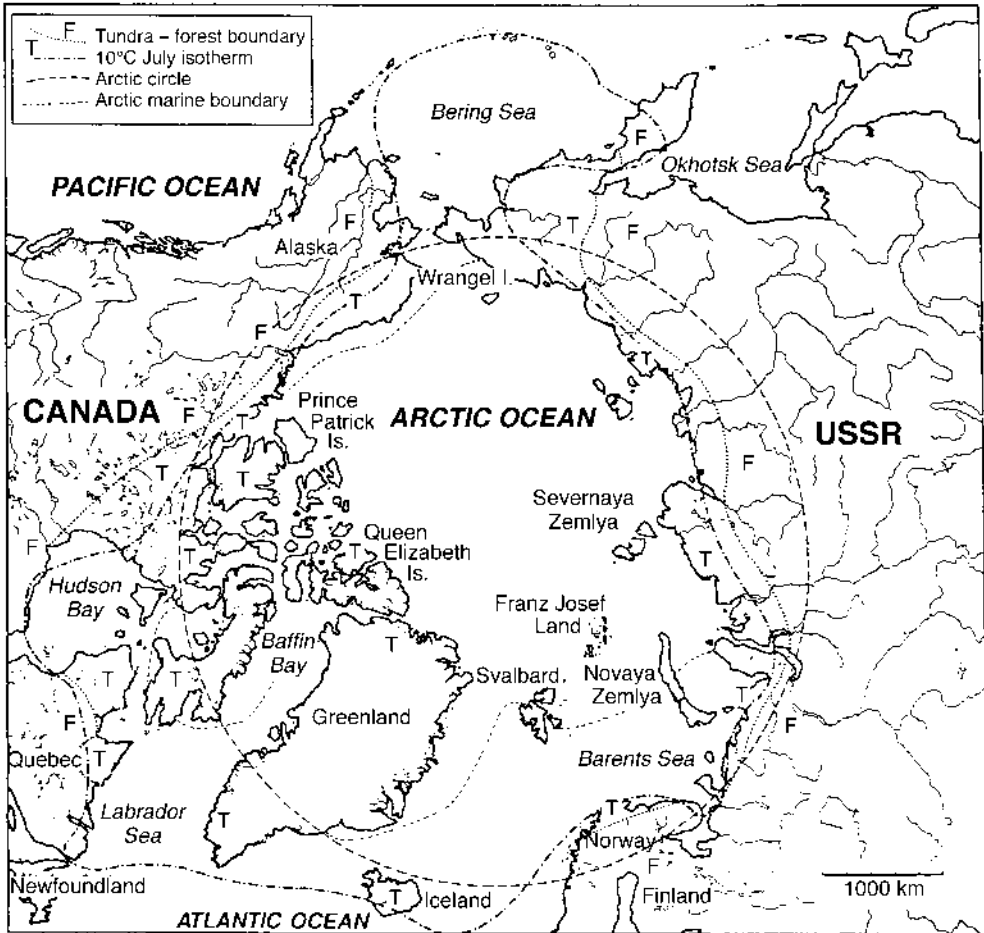 F
T
Tundra – forest boundary
10°C July isotherm
Arctic circle
Arctic marine boundary
Bering Sea
F
Okhotsk Sea
PACIFIC OCEAN
F
T
F
Alaska
Wrangel I.
T
F
T
Prince
Patrick
Is.
CANADA
F
T
ARCTIC OCEAN
USSR
T
T
F
Severnaya
Zemlya
Queen
T
Elizabeth
Is.
F
T
T
Hudson
Bay
Franz Josef
Land
Baffin
Bay
T
Svalbard.
Novaya
Zemlya
T
T
T
Greenland
F
F
Quebec
T
Barents Sea
Labrador
Sea
T
T
Norway
F
Newfoundland
T
Iceland
Finland
1000 km
ATLANTIC OCEAN